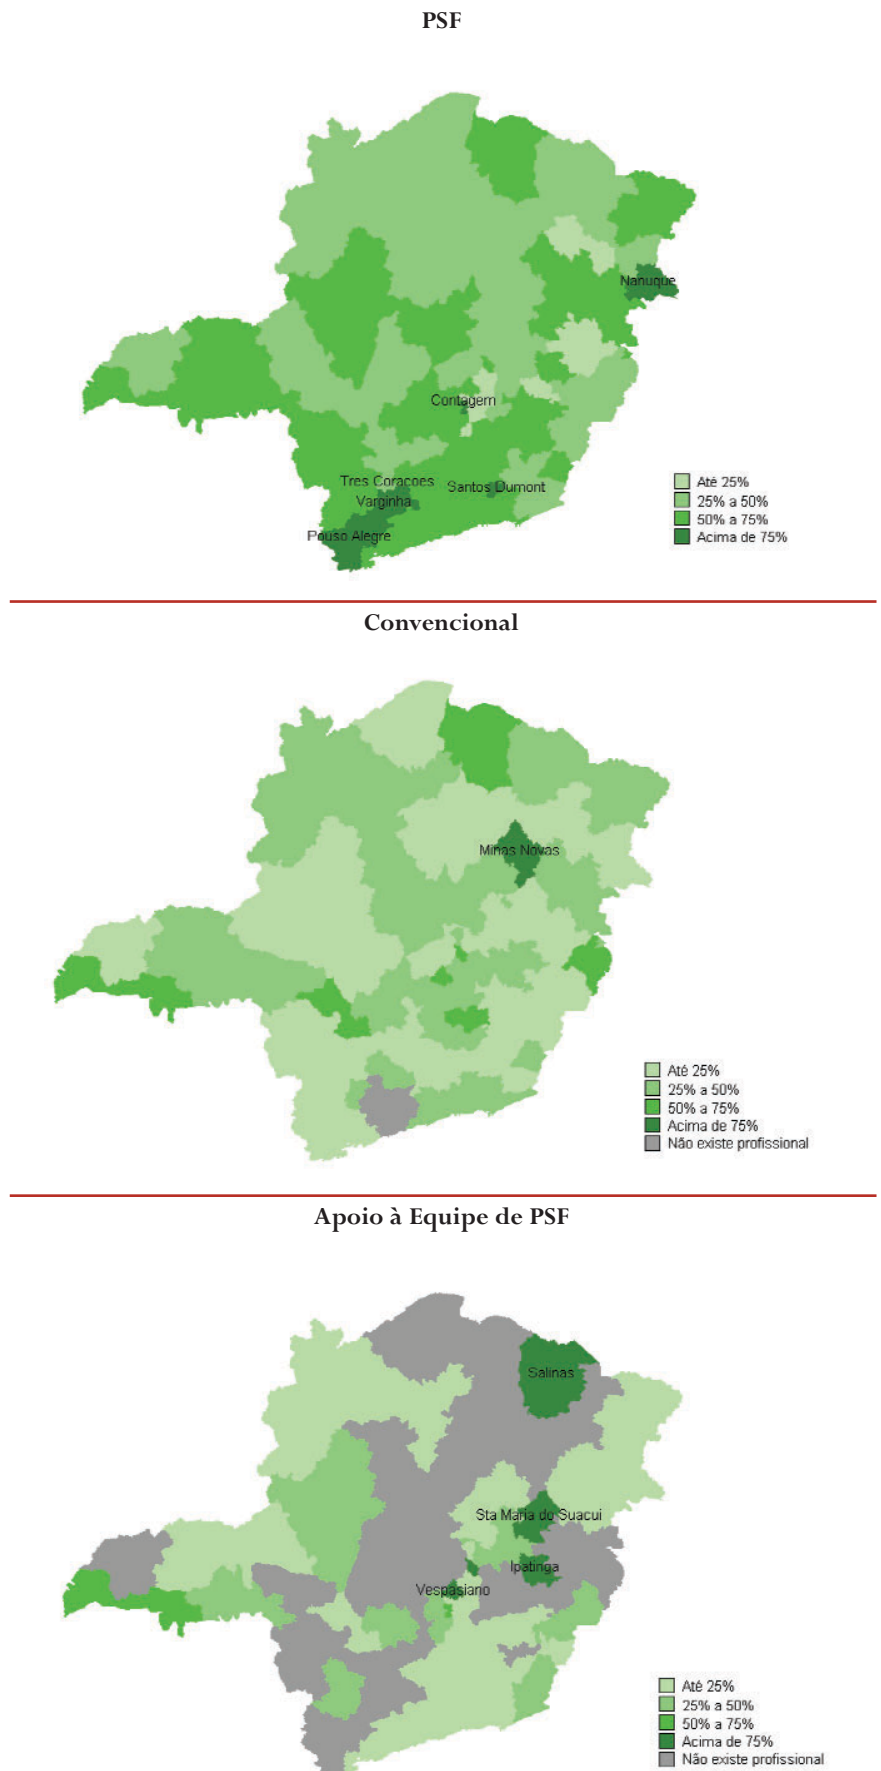 PSF
Nanuque
Contagem
Tres Coracoes
Santos Dumont
Varginha
Pouso Alegre
Até 25%
25% a 50%
50% a 75%
Acima de 75%
Convencional
Minas Novas
Até 25%
25% a 50%
50% a 75%
Acima de 75%
Não existe profissional
Apoio à Equipe de PSF
Salinas
Sta Maria do Suacui
Ipatinga
Vespasiano
Até 25%
25% a 50%
50% a 75%
Acima de 75%
Não existe profissional